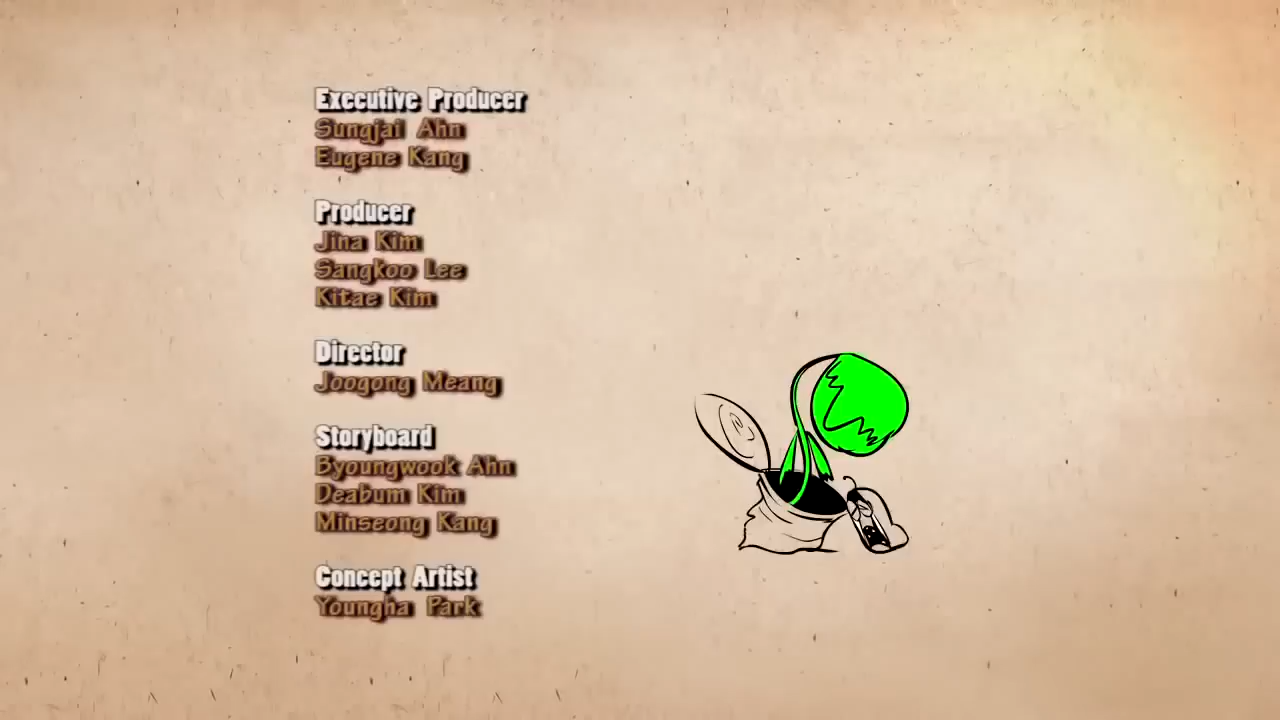 Executive Producer
Sungjai Ahn
Eugene Kang
Producer
Jina Kim
Sangkoo Lee
Kitae Kim
Director
Joogong Meang
Storyboard
Byoungwook Ahn
Deabum Kim
Minseong Kang
Concept Artist
Youngha Park